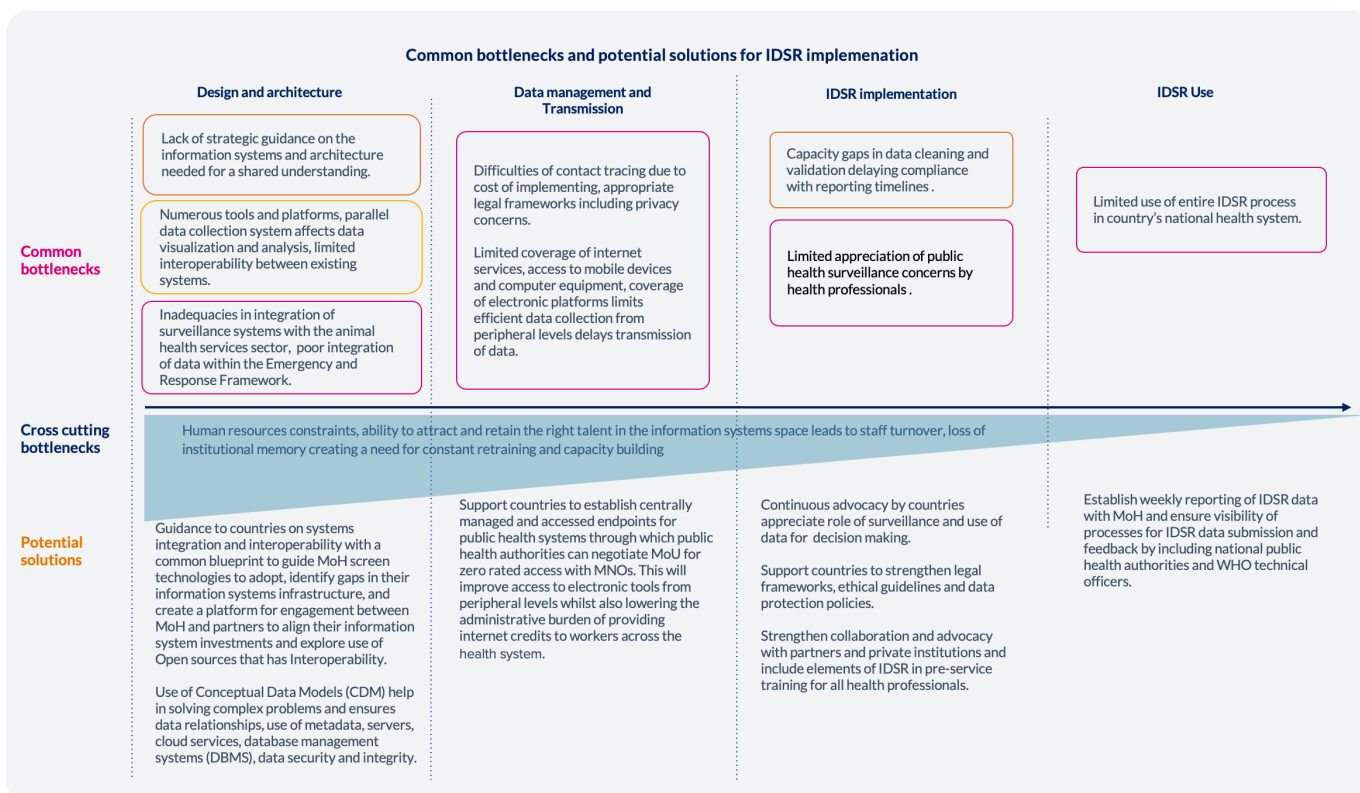 Common bottlenecks and potential solutions for IDSR implemenation
Design and architecture
Data management and
Transmission
IDSR implementation
IDSR Use
Common
bottlenecks
Lack of strategic guidance on the
information systems and architecture
needed for a shared understanding.
Numerous tools and platforms, parallel
data collection system affects data
visualization and analysis, limited
interoperability between existing
systems.
Inadequacies in integration of
surveillance systems with the animal
health services sector, poor integration
of data within the Emergency and
Response Framework.
Difficulties of contact tracing due to
cost of implementing, appropriate
legal frameworks including privacy
concerns.
Limited coverage of internet
services, access to mobile devices
and computer equipment, coverage
of electronic platforms limits
efficient data collection from
peripheral levels delays transmission
of data.
Capacity gaps in data cleaning and
validation delaying compliance
with reporting timelines .
Limited appreciation of public
health surveillance concerns by
health professionals .
Limited use of entire IDSR process
in country's national health system.
Cross cutting
bottlenecks
Human resources constraints, ability to attract and retain the right talent in the information systems space leads to staff turnover, loss of
institutional memory creating a need for constant retraining and capacity building
Potential
solutions
Guidance to countries on systems
integration and interoperability with a
common blueprint to guide MoH screen
technologies to adopt, identify gaps in their
information systems infrastructure, and
create a platform for engagement between
MoH and partners to align their information
system investments and explore use of
Open sources that has Interoperability.
Use of Conceptual Data Models (CDM) help
in solving complex problems and ensures
data relationships, use of metadata, servers,
cloud services, database management
systems (DBMS), data security and integrity.
Support countries to establish centrally
managed and accessed endpoints for
public health systems through which public
health authorities can negotiate MoU for
zero rated access with MNOs. This will
improve access to electronic tools from
peripheral levels whilst also lowering the
administrative burden of providing
internet credits to workers across the
health system.
Continuous advocacy by countries
appreciate role of surveillance and use of
data for decision making.
Support countries to strengthen legal
frameworks, ethical guidelines and data
protection policies.
Strengthen collaboration and advocacy
with partners and private institutions and
include elements of IDSR in pre-service
training for all health professionals.
Establish weekly reporting of IDSR data
with MoH and ensure visibility of
processes for IDSR data submission and
feedback by including national public
health authorities and WHO technical
officers.